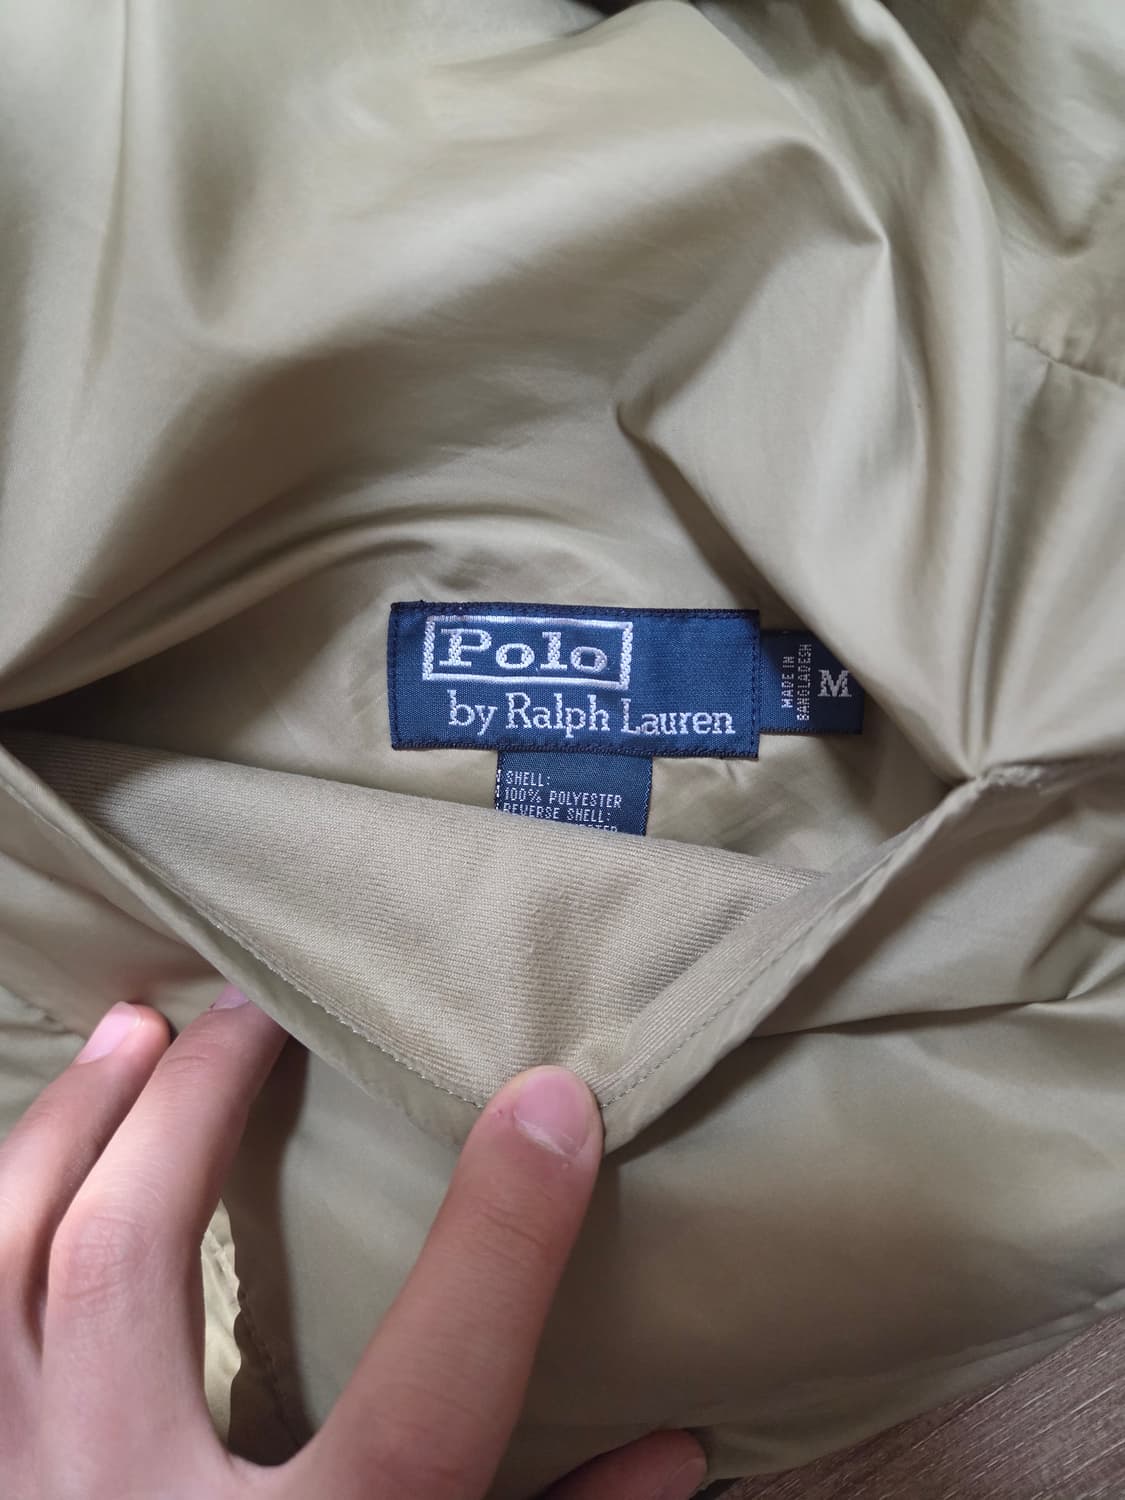 Polo
by Ralph Lauren
MADE IN
BANGLADESH
M
SHELL:
100% POLYESTER
REVERSE SHELL: